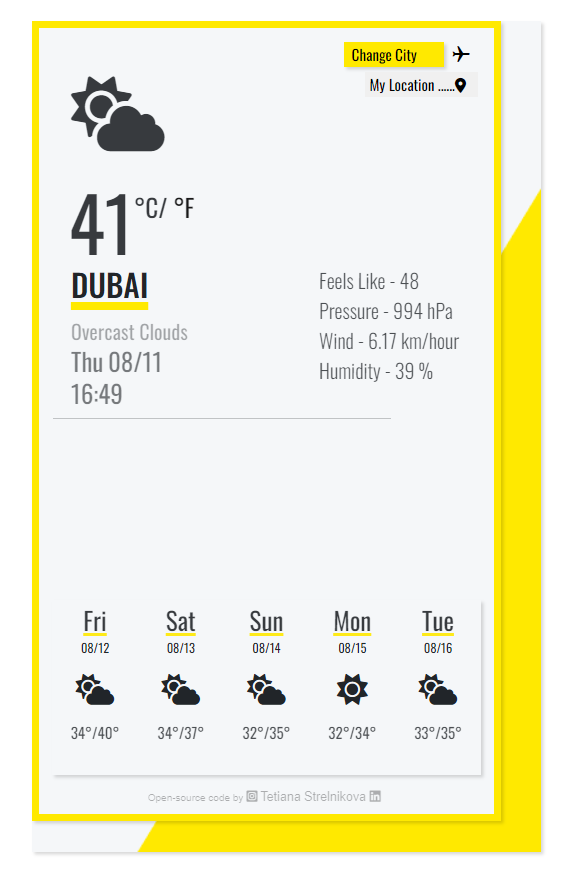 Change City
My Location ......
41 °C/ °F
DUBAI
Overcast Clouds
Thu 08/11
16:49
Feels Like - 48
Pressure - 994 hPa
Wind - 6.17 km/hour
Humidity - 39 %
Fri Sat Sun Mon Tue
08/12 08/13 08/14 08/15 08/16
34°/40° 34°/37° 32°/35° 32°/34° 33°/35°
Open-source code by Tetiana Strelnikova